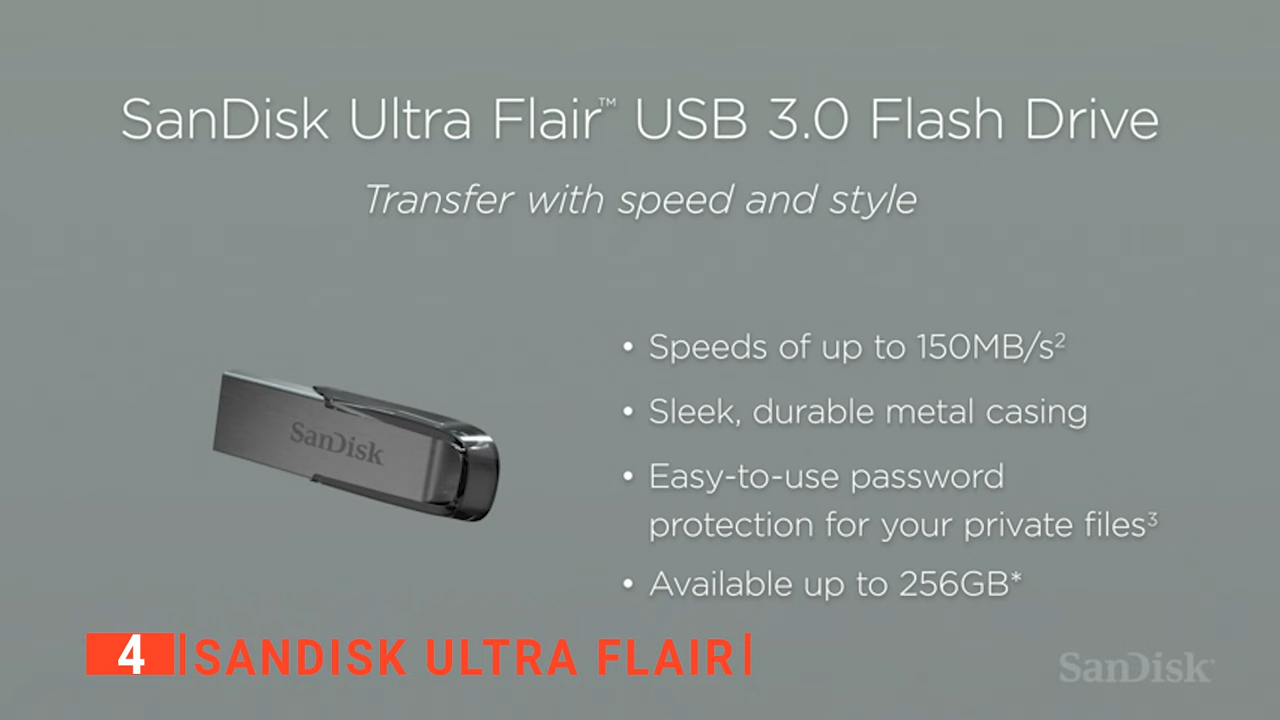 SanDisk Ultra Flair™ USB 3.0 Flash Drive
Transfer with speed and style
• Speeds of up to 150MB/s²
• Sleek, durable metal casing
• Easy-to-use password
protection for your private files³
• Available up to 256GB*
SanDisk
4 SANDISK ULTRA FLAIR
SanDisk